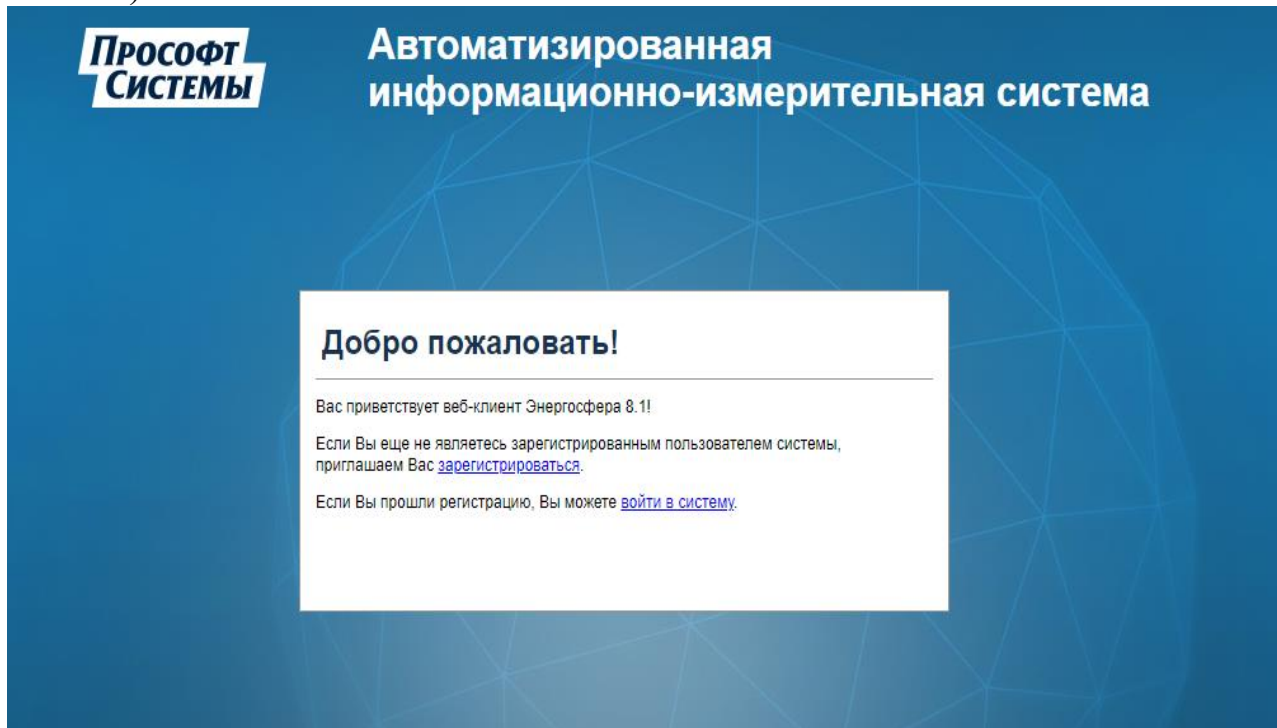 Прософт
Системы
Автоматизированная
информационно-измерительная система
Добро пожаловать!
Вас приветствует веб-клиент Энергосфера 8.1!
Если Вы еще не являетесь зарегистрированным пользователем системы,
приглашаем Вас зарегистрироваться.
Если Вы прошли регистрацию, Вы можете войти в систему.